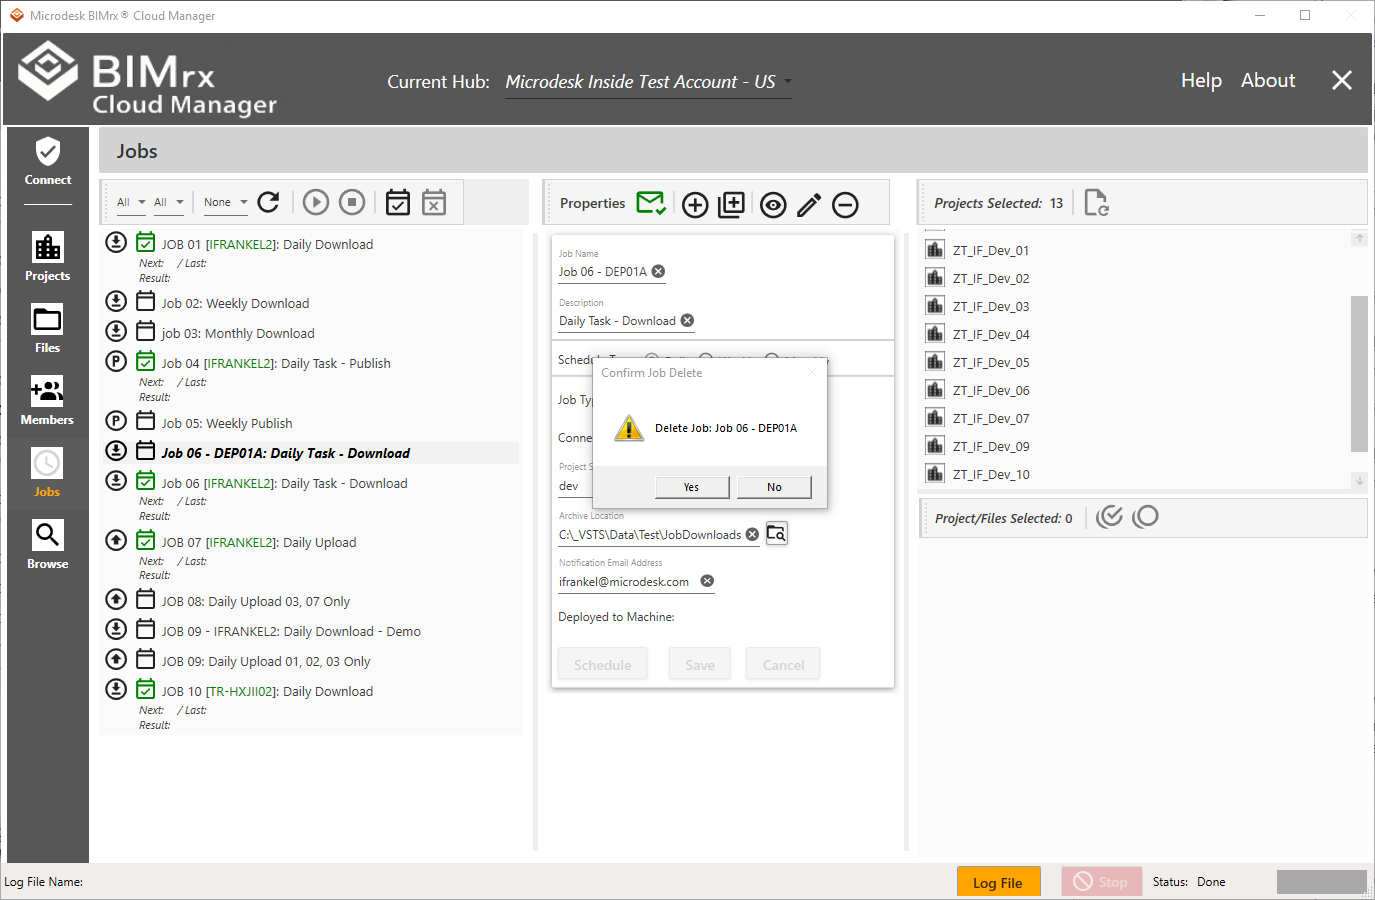 Microdesk BIMrx® Cloud Manager
BIMrx
Cloud Manager
Current Hub: Microdesk Inside Test Account - US
Help About
Connect
Projects
Files
Members
Jobs
Browse
Jobs
All All None
JOB 01 [IFRANKEL2]: Daily Download
Next: / Last:
Result:
Job 02: Weekly Download
job 03: Monthly Download
Job 04 [IFRANKEL2]: Daily Task - Publish
Next: / Last:
Result:
Job 05: Weekly Publish
Job 06 - DEP01A: Daily Task - Download
Job 06 [IFRANKEL2]: Daily Task - Download
Next: / Last:
Result:
JOB 07 [IFRANKEL2]: Daily Upload
Next: / Last:
Result:
JOB 08: Daily Upload 03, 07 Only
JOB 09 - IFRANKEL2: Daily Download - Demo
JOB 09: Daily Upload 01, 02, 03 Only
JOB 10 [TR-HXJII02]: Daily Download
Next: / Last:
Result:
Properties
Job Name
Job 06 - DEP01A
Description
Daily Task - Download
Job Ty
Conne
Project S
dev
Confirm Job Delete
Delete Job: Job 06 - DEP01A
Yes No
Archive Location
C:\_VSTS\Data\Test\JobDownloads
Notification Email Address
ifrankel@microdesk.com
Deployed to Machine:
Schedule Save Cancel
Projects Selected: 13
ZT_IF_Dev_01
ZT_IF_Dev_02
ZT_IF_Dev_03
ZT_IF_Dev_04
ZT_IF_Dev_05
ZT_IF_Dev_06
ZT_IF_Dev_07
ZT_IF_Dev_09
ZT_IF_Dev_10
Project/Files Selected: 0
Log File Name:
Log File
Stop
Status: Done